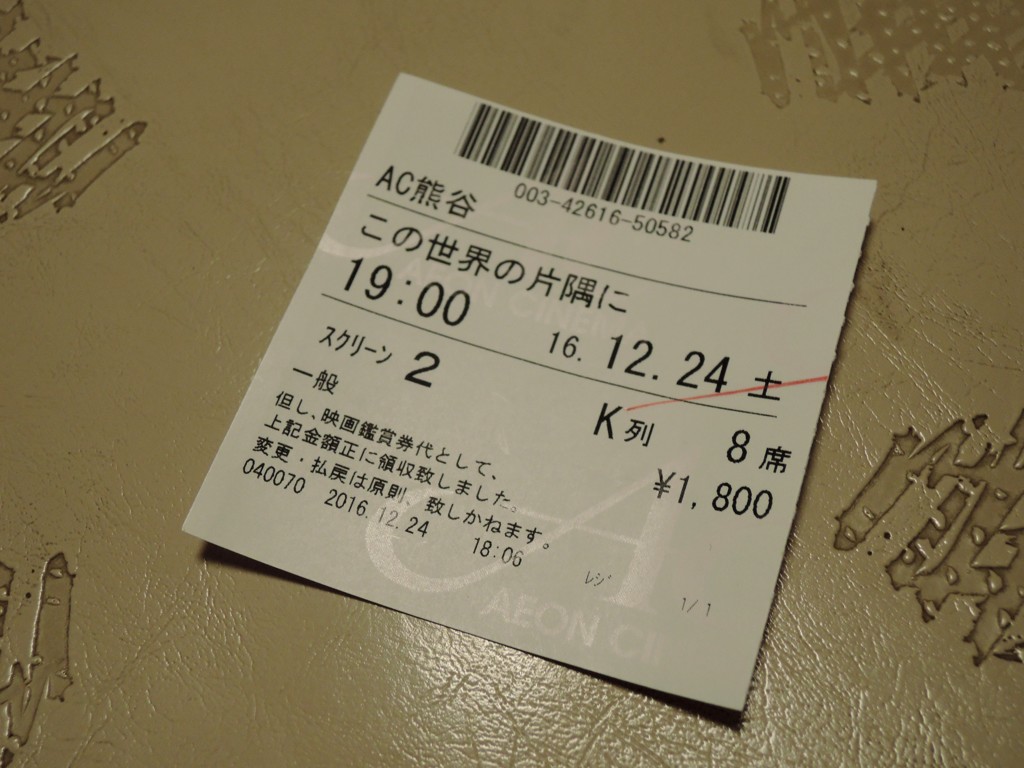 003-42616-50582
AC熊谷
この世界の片隅に
19:00 16.12.24 土
スクリーン 2 K列 8席
一般 ¥1,800
但し、映画鑑賞券代として、
上記金額正に領収致しました。
変更・払戻は原則、致しかねます。
040070 2016.12.24 18:06 レジ 1/1
AEON CINEMA
AEON CI